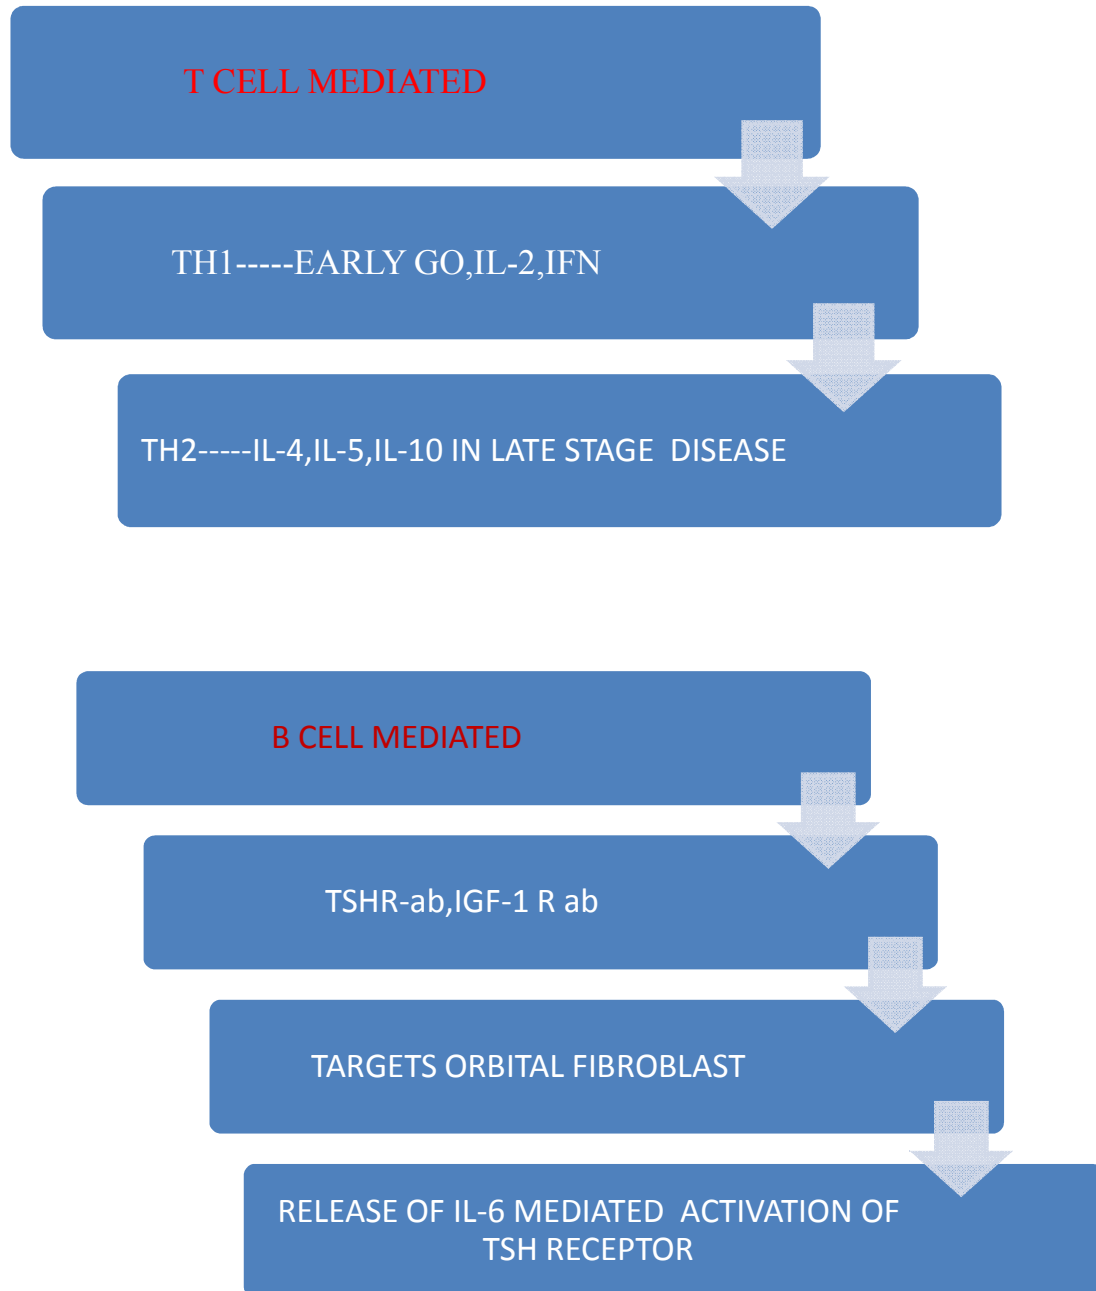 T CELL MEDIATED
TH1-----EARLY GO,IL-2,IFN
TH2-----IL-4,IL-5,IL-10 IN LATE STAGE  DISEASE
B CELL MEDIATED
TSHR-ab,IGF-1 R ab
TARGETS ORBITAL FIBROBLAST
RELEASE OF IL-6 MEDIATED  ACTIVATION OF
TSH RECEPTOR